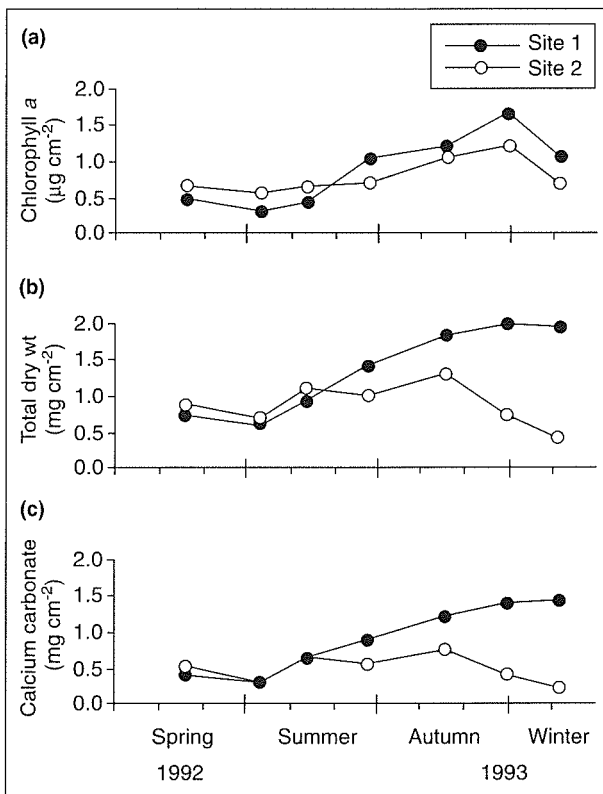 (a)
Site 1
Site 2
Chlorophyll a
(µg cm-2)
2.0
1.5
1.0
0.5
0.0
(b)
Total dry wt
(mg cm-2)
2.0
1.5
1.0
0.5
0.0
(c)
Calcium carbonate
(mg cm-2)
2.0
1.5
1.0
0.5
0.0
Spring Summer Autumn Winter
1992 1993